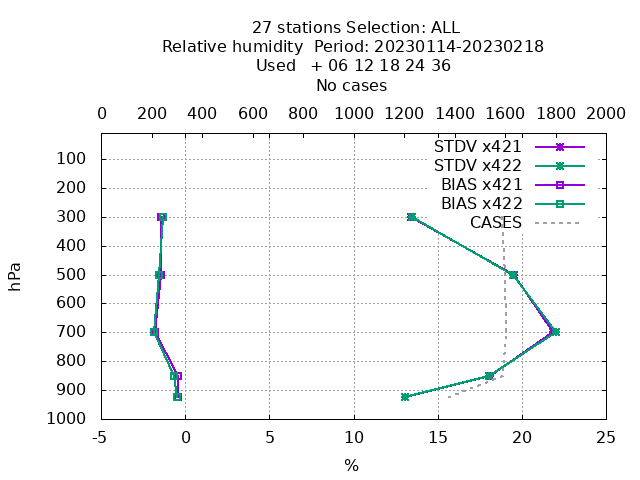 27 stations Selection: ALL
Relative humidity  Period: 20230114-20230218
Used   + 06 12 18 24 36
No cases
0 200 400 600 800 1000 1200 1400 1600 1800 2000
STDV x421
STDV x422
BIAS x421
BIAS x422
CASES
100
200
300
400
500
600
700
800
900
1000
hPa
-5 0 5 10 15 20 25
%